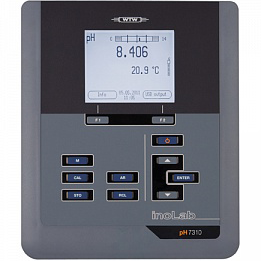 WTW
pH
8.406
20.9 °C
Info
USB output
F1
F2
M
CAL
AR
ENTER
STO
RCL
inoLab
pH 7310